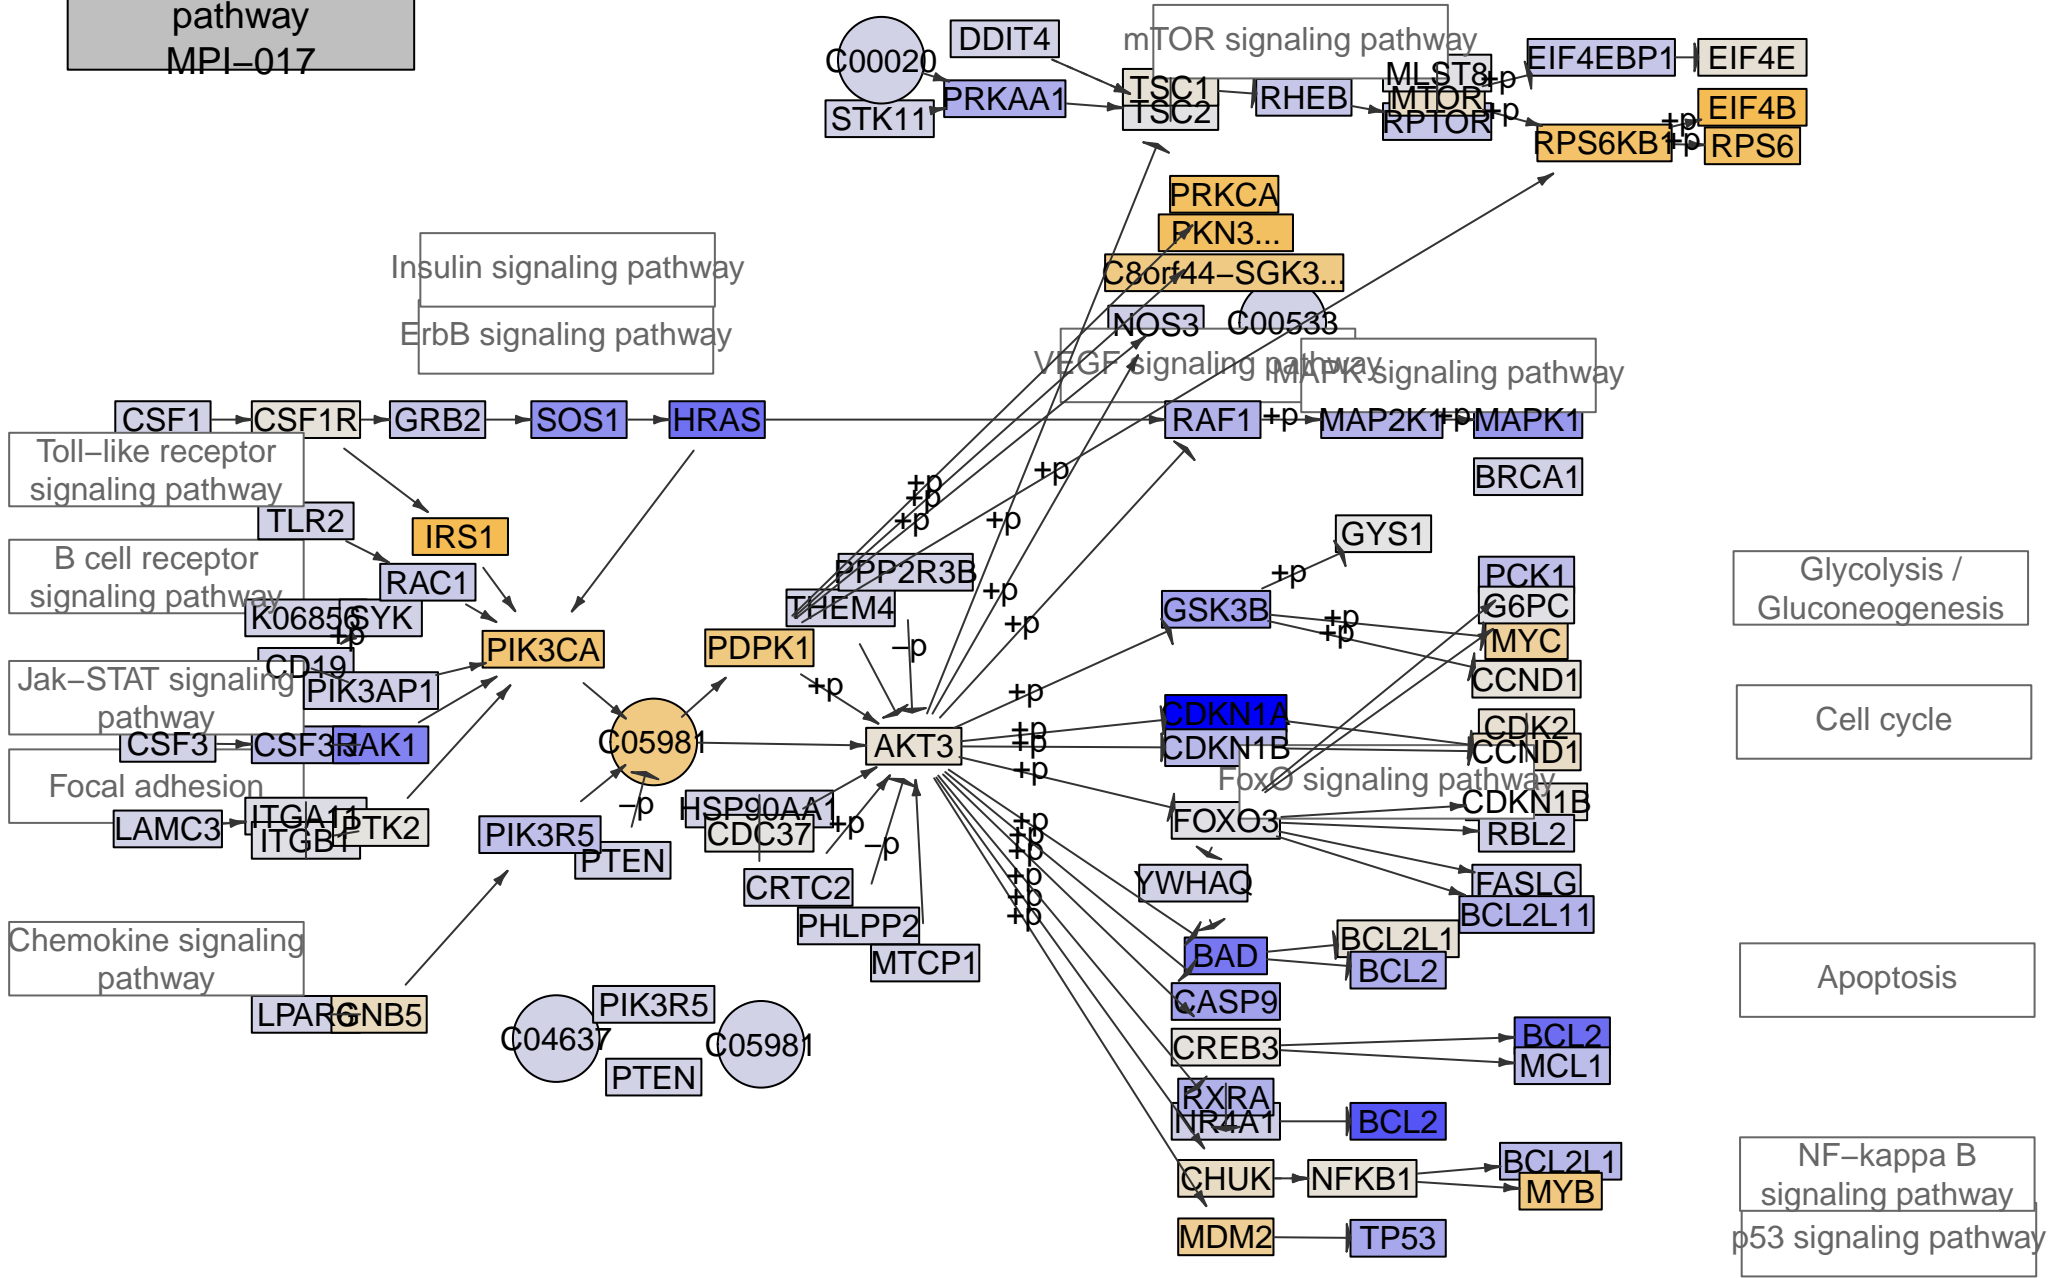 pathway
MPI−017
C00020
DDIT4
STK11
PRKAA1
TSC1
TSC2
mTOR signaling pathway
RHEB
MLST8
MTOR
RPTOR
+p
+p
EIF4EBP1
EIF4E
EIF4B
RPS6KB1
+p
+p
RPS6
PRKCA
PKN3...
C8orf44−SGK3...
NOS3
C00533
Insulin signaling pathway
ErbB signaling pathway
VEGF signaling pathway
MAPK signaling pathway
CSF1
CSF1R
GRB2
SOS1
HRAS
RAF1
+p
MAP2K1
+p
MAPK1
BRCA1
Toll−like receptor
signaling pathway
TLR2
IRS1
+p
+p
+p
+p
+p
GYS1
B cell receptor
signaling pathway
RAC1
K06856
SYK
+p
CD19
PIK3AP1
PIK3CA
PDPK1
THEM4
PPP2R3B
−p
+p
+p
+p
GSK3B
+p
+p
+p
PCK1
G6PC
MYC
CCND1
Glycolysis /
Gluconeogenesis
Jak−STAT signaling
pathway
CSF3
CSF3R
JAK1
C05981
AKT3
+p
+p
+p
+p
CDKN1A
CDKN1B
CDK2
CCND1
Cell cycle
FoxO signaling pathway
Focal adhesion
LAMC3
ITGA11
ITGB1
PTK2
PIK3R5
−p
PTEN
HSP90AA1
CDC37
+p
−p
CRTC2
PHLPP2
MTCP1
+p
+p
+p
+p
+p
+p
FOXO3
CDKN1B
RBL2
YWHAQ
FASLG
BCL2L11
Chemokine signaling
pathway
LPAR6
GNB5
C04637
PIK3R5
PTEN
C05981
BAD
BCL2L1
BCL2
Apoptosis
CASP9
CREB3
BCL2
MCL1
RXRA
NR4A1
BCL2
CHUK
NFKB1
BCL2L1
MYB
NF−kappa B
signaling pathway
MDM2
TP53
p53 signaling pathway